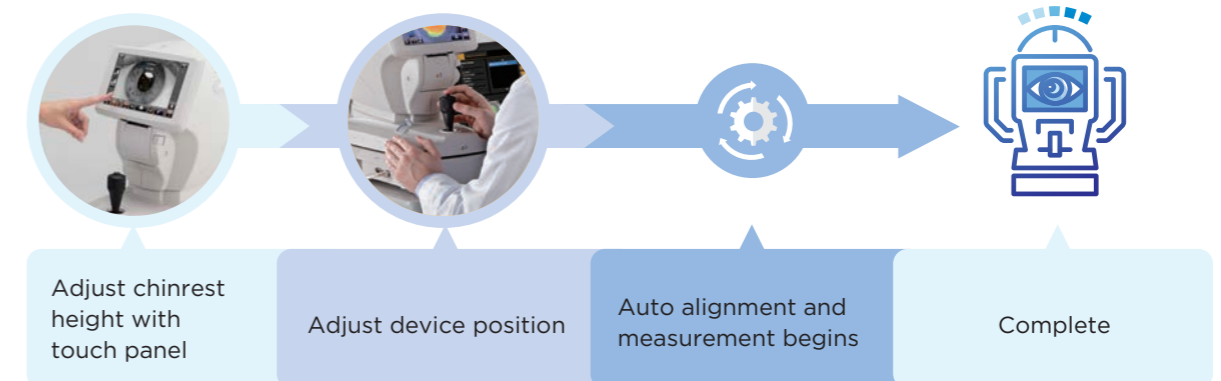 Adjust chinrest
height with
touch panel
Adjust device position
Auto alignment and
measurement begins
Complete